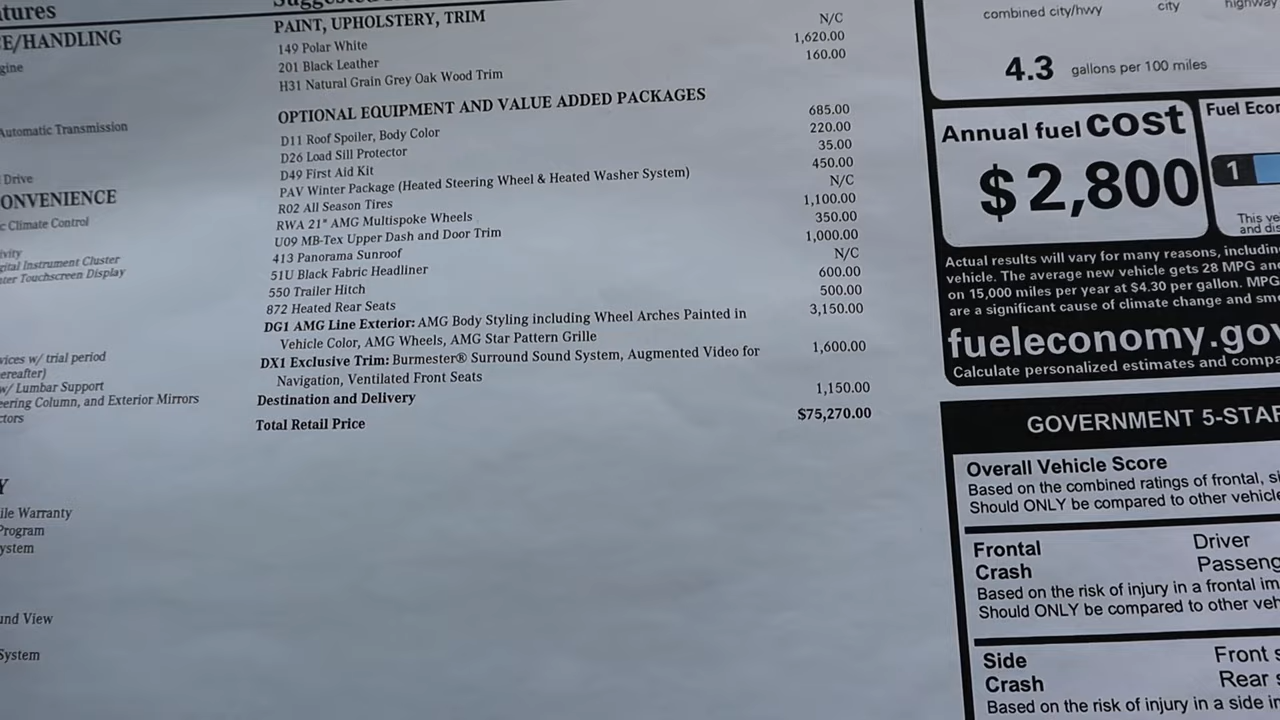 tures
E/HANDLING
gine
Automatic Transmission
Drive
ONVENIENCE
c Climate Control
ivity
gital Instrument Cluster
ter Touchscreen Display
vices w/ trial period
ereafter)
w/ Lumbar Support
eering Column, and Exterior Mirrors
ctors
Y
ile Warranty
Program
ystem
und View
System
PAINT, UPHOLSTERY, TRIM
149 Polar White N/C
201 Black Leather 1,620.00
H31 Natural Grain Grey Oak Wood Trim 160.00
OPTIONAL EQUIPMENT AND VALUE ADDED PACKAGES
D11 Roof Spoiler, Body Color 685.00
D26 Load Sill Protector 220.00
D49 First Aid Kit 35.00
PAV Winter Package (Heated Steering Wheel & Heated Washer System) 450.00
R02 All Season Tires N/C
RWA 21" AMG Multispoke Wheels 1,100.00
U09 MB-Tex Upper Dash and Door Trim 350.00
413 Panorama Sunroof 1,000.00
51U Black Fabric Headliner N/C
550 Trailer Hitch 600.00
872 Heated Rear Seats 500.00
DG1 AMG Line Exterior: AMG Body Styling including Wheel Arches Painted in 3,150.00
Vehicle Color, AMG Wheels, AMG Star Pattern Grille
DX1 Exclusive Trim: Burmester® Surround Sound System, Augmented Video for 1,600.00
Navigation, Ventilated Front Seats
Destination and Delivery 1,150.00
Total Retail Price $75,270.00
combined city/hwy city highway
4.3 gallons per 100 miles
Annual fuel cost
$2,800
Fuel Econ
1
This ve
and dis
Actual results will vary for many reasons, including
vehicle. The average new vehicle gets 28 MPG and
on 15,000 miles per year at $4.30 per gallon. MPG
are a significant cause of climate change and sm
fueleconomy.gov
Calculate personalized estimates and compa
GOVERNMENT 5-STAR
Overall Vehicle Score
Based on the combined ratings of frontal, si
Should ONLY be compared to other vehicle
Frontal Driver
Crash Passeng
Based on the risk of injury in a frontal im
Should ONLY be compared to other veh
Side Front s
Crash Rear s
Based on the risk of injury in a side im